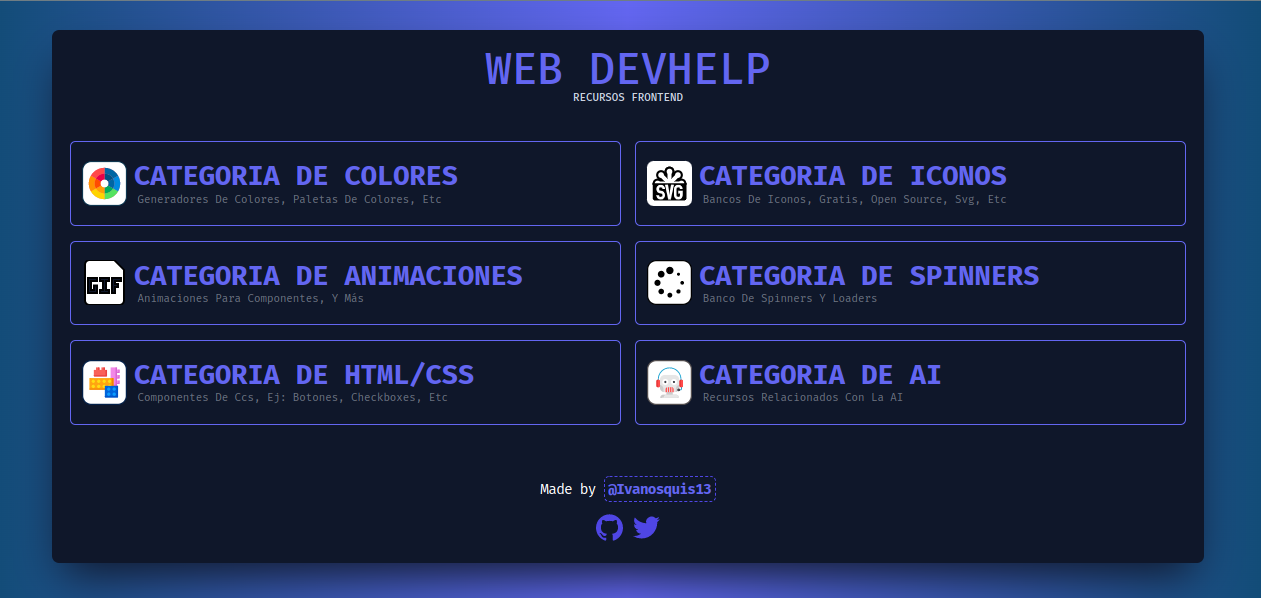 WEB DEVHELP
RECURSOS FRONTEND
CATEGORIA DE COLORES
Generadores De Colores, Paletas De Colores, Etc
SVG
CATEGORIA DE ICONOS
Bancos De Iconos, Gratis, Open Source, Svg, Etc
GIF
CATEGORIA DE ANIMACIONES
Animaciones Para Componentes, Y Más
CATEGORIA DE SPINNERS
Banco De Spinners Y Loaders
CATEGORIA DE HTML/CSS
Componentes De Ccs, Ej: Botones, Checkboxes, Etc
CATEGORIA DE AI
Recursos Relacionados Con La AI
Made by @Ivanosquis13